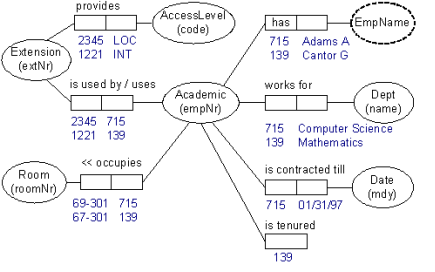 provides
AccessLevel
(code)
has
EmpName
2345 LOC
1221 INT
715 Adams A
139 Cantor G
Extension
(extNr)
is used by / uses
Academic
(empNr)
works for
Dept
(name)
2345 715
1221 139
715 Computer Science
139 Mathematics
<< occupies
Room
(roomNr)
is contracted till
Date
(mdy)
69-301 715
67-301 139
715 01/31/97
is tenured
139